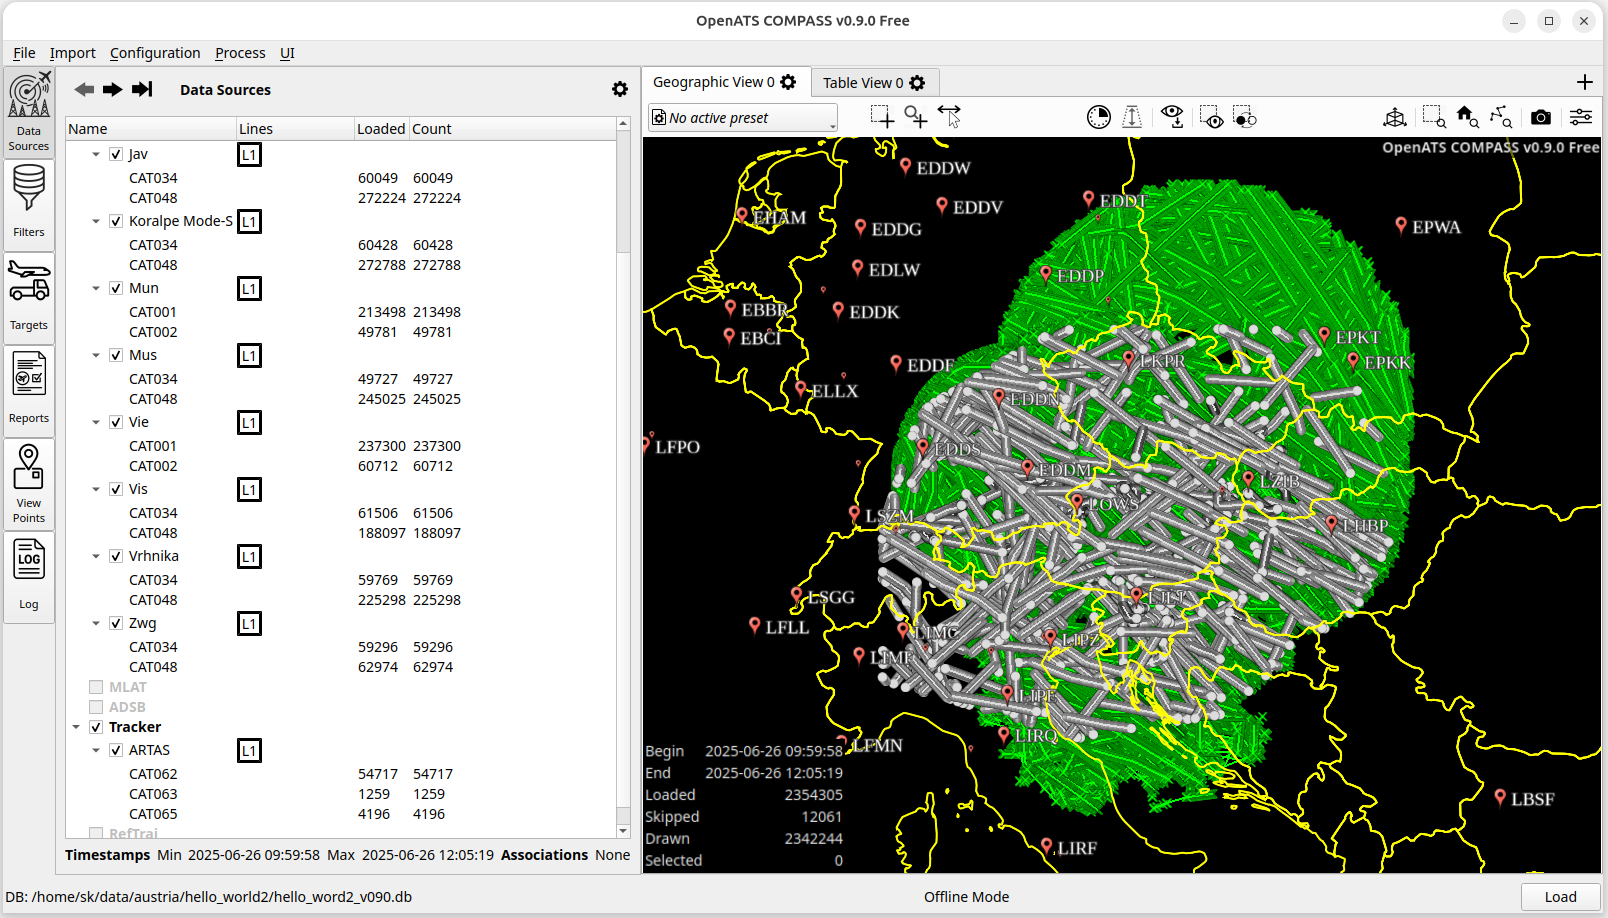 OpenATS COMPASS v0.9.0 Free
File Import Configuration Process UI
Data Sources
Filters
Targets
Reports
View Points
LOG
Log
Data Sources
Name Lines Loaded Count
Jav L1
CAT034 60049 60049
CAT048 272224 272224
Koralpe Mode-S L1
CAT034 60428 60428
CAT048 272788 272788
Mun L1
CAT001 213498 213498
CAT002 49781 49781
Mus L1
CAT034 49727 49727
CAT048 245025 245025
Vie L1
CAT001 237300 237300
CAT002 60712 60712
Vis L1
CAT034 61506 61506
CAT048 188097 188097
Vrhnika L1
CAT034 59769 59769
CAT048 225298 225298
Zwg L1
CAT034 59296 59296
CAT048 62974 62974
MLAT
ADSB
Tracker
ARTAS L1
CAT062 54717 54717
CAT063 1259 1259
CAT065 4196 4196
RefTraj
Timestamps Min 2025-06-26 09:59:58 Max 2025-06-26 12:05:19 Associations None
Geographic View 0 Table View 0
No active preset
OpenATS COMPASS v0.9.0 Free
EDDW
EDDV
EDDT
EHAM
EDDG
EPWA
EDLW
EDDP
EBBR
EDDK
EBCI
EPKT
EDDF
LKPR
EPKK
ELLX
EDDN
LFPO
EDDS
EDDM
LZIB
LOWS
LSZM
LHBP
LSGG
LJLJ
LFLL
LIMC
LIPZ
LIMF
LIPE
LIRQ
LFMN
LBSF
LIRF
Begin 2025-06-26 09:59:58
End 2025-06-26 12:05:19
Loaded 2354305
Skipped 12061
Drawn 2342244
Selected 0
DB: /home/sk/data/austria/hello_world2/hello_word2_v090.db Offline Mode Load